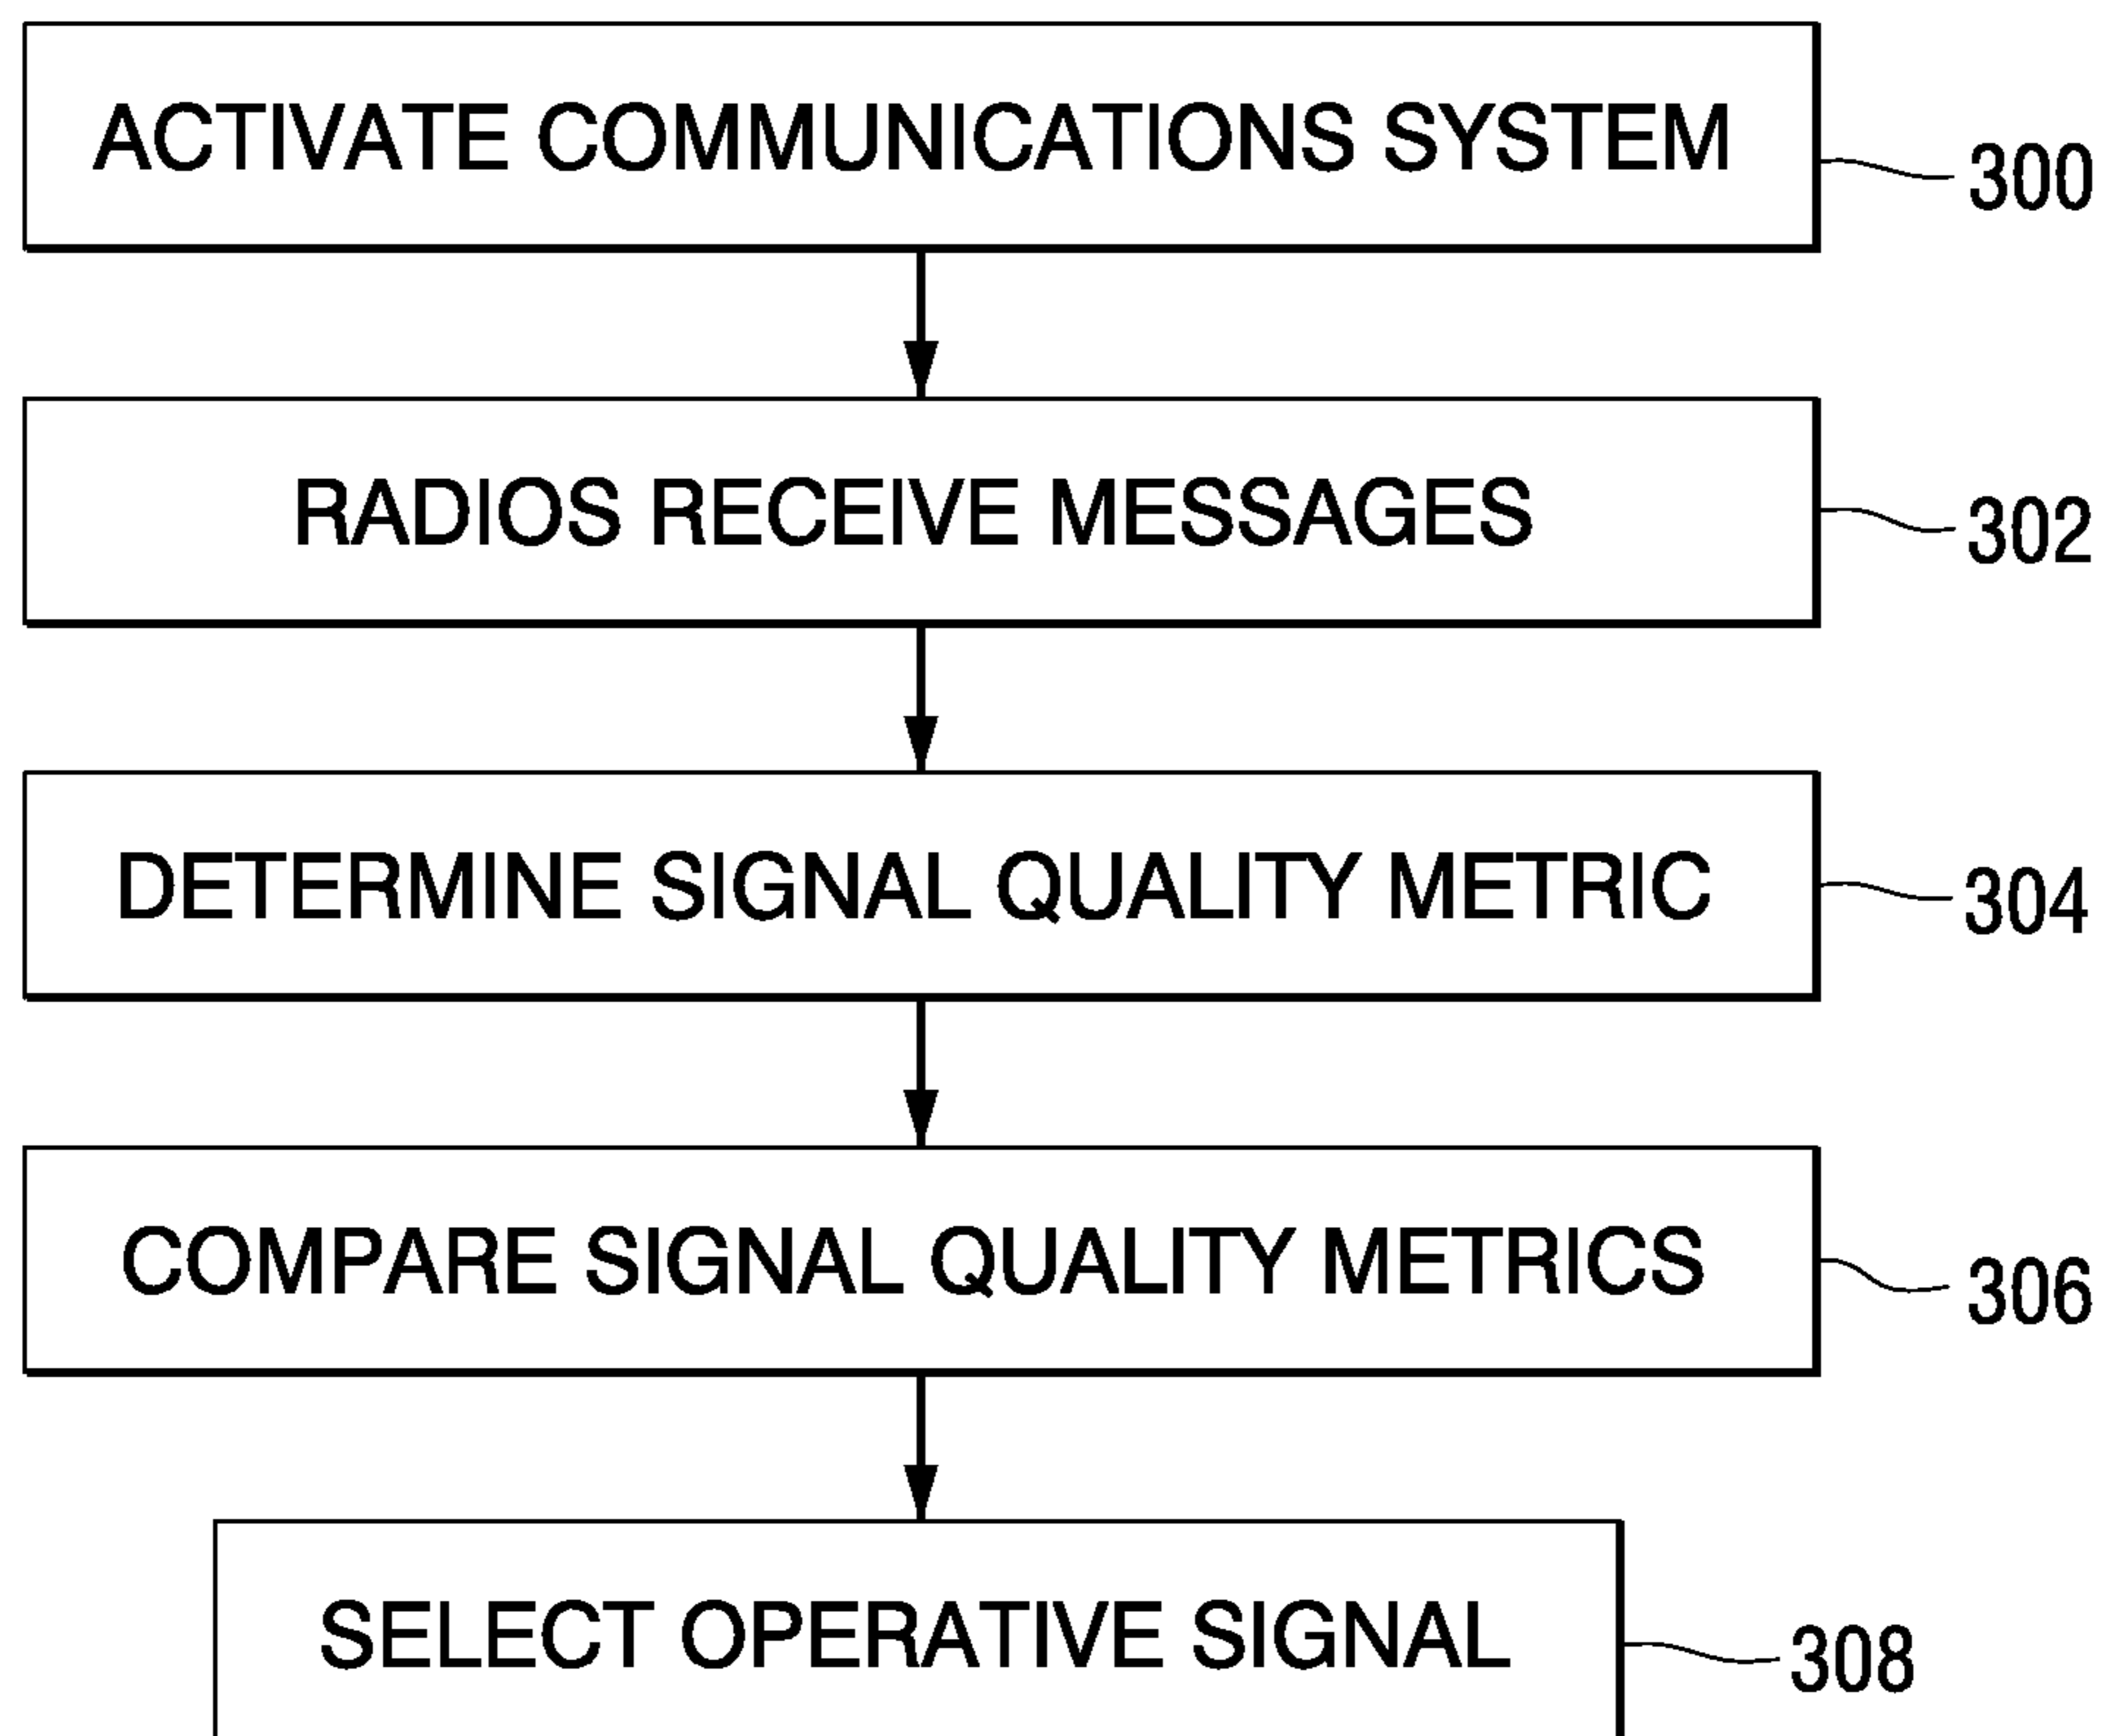 ACTIVATE COMMUNICATIONS SYSTEM
300
RADIOS RECEIVE MESSAGES
302
DETERMINE SIGNAL QUALITY METRIC
304
COMPARE SIGNAL QUALITY METRICS
306
SELECT OPERATIVE SIGNAL
308